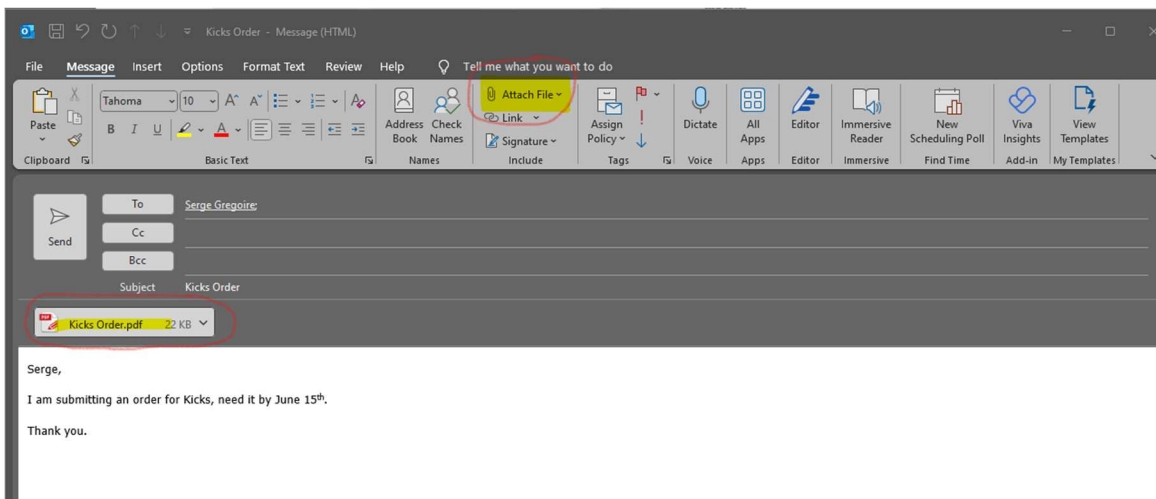 Kicks Order - Message (HTML)
File Message Insert Options Format Text Review Help Tell me what you want to do
Paste
Clipboard
Tahoma 10 A^ A˅ A
B I U A
Basic Text
Address Book
Check Names
Names
Attach File
Link
Signature
Include
Assign Policy
Tags
Dictate
Voice
All Apps
Apps
Editor
Editor
Immersive Reader
Immersive
New Scheduling Poll
Find Time
Viva Insights
Add-in
View Templates
My Templates
Send
To Serge Gregoire;
Cc
Bcc
Subject Kicks Order
PDF Kicks Order.pdf 22 KB
Serge,
I am submitting an order for Kicks, need it by June 15th.
Thank you.